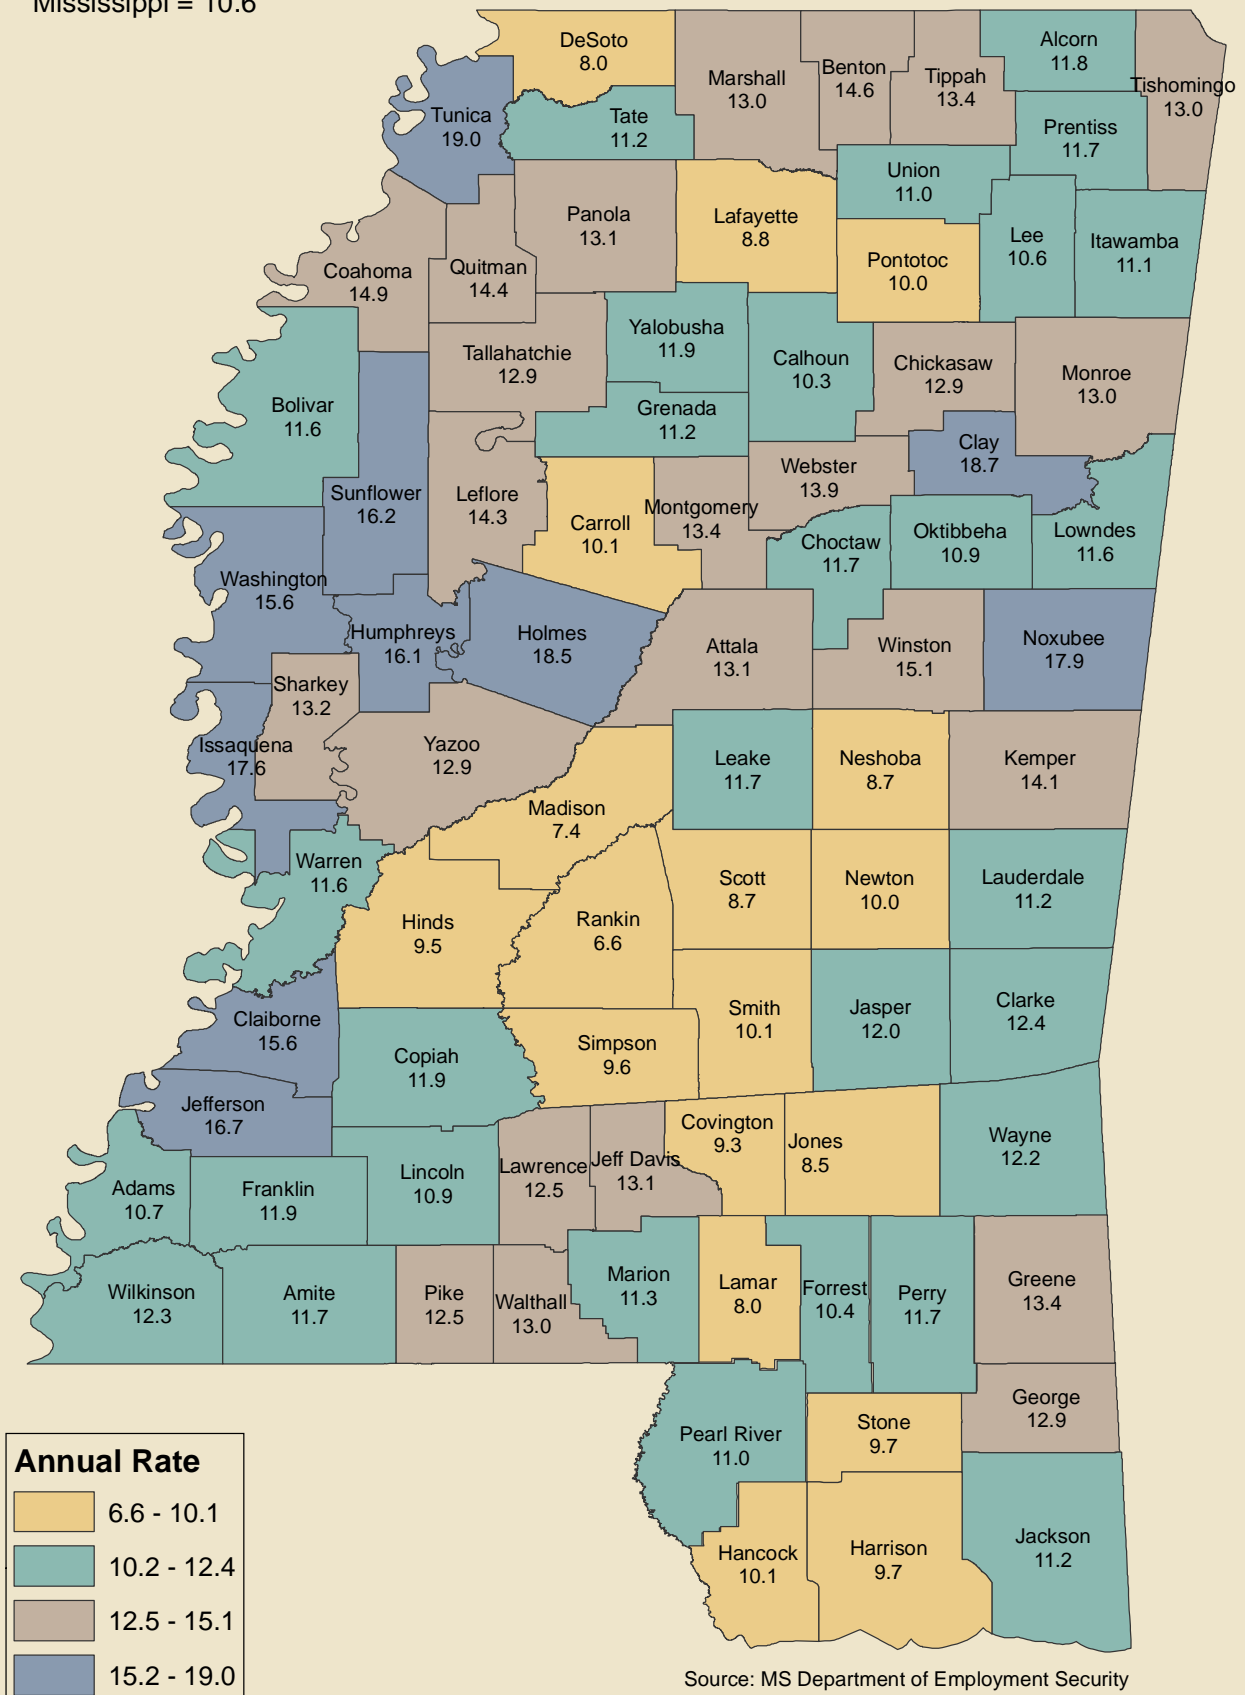 Mississippi = 10.6
DeSoto
8.0
Marshall
13.0
Benton
14.6
Tippah
13.4
Alcorn
11.8
Tishomingo
13.0
Tunica
19.0
Tate
11.2
Prentiss
11.7
Union
11.0
Panola
13.1
Lafayette
8.8
Lee
10.6
Itawamba
11.1
Coahoma
14.9
Quitman
14.4
Pontotoc
10.0
Yalobusha
11.9
Tallahatchie
12.9
Calhoun
10.3
Chickasaw
12.9
Monroe
13.0
Bolivar
11.6
Grenada
11.2
Clay
18.7
Sunflower
16.2
Leflore
14.3
Webster
13.9
Carroll
10.1
Montgomery
13.4
Choctaw
11.7
Oktibbeha
10.9
Lowndes
11.6
Washington
15.6
Humphreys
16.1
Holmes
18.5
Attala
13.1
Winston
15.1
Noxubee
17.9
Sharkey
13.2
Issaquena
17.6
Yazoo
12.9
Leake
11.7
Neshoba
8.7
Kemper
14.1
Madison
7.4
Warren
11.6
Scott
8.7
Newton
10.0
Lauderdale
11.2
Hinds
9.5
Rankin
6.6
Claiborne
15.6
Smith
10.1
Jasper
12.0
Clarke
12.4
Copiah
11.9
Simpson
9.6
Jefferson
16.7
Covington
9.3
Jones
8.5
Wayne
12.2
Adams
10.7
Franklin
11.9
Lincoln
10.9
Lawrence
12.5
Jeff Davis
13.1
Wilkinson
12.3
Amite
11.7
Pike
12.5
Walthall
13.0
Marion
11.3
Lamar
8.0
Forrest
10.4
Perry
11.7
Greene
13.4
George
12.9
Pearl River
11.0
Stone
9.7
Hancock
10.1
Harrison
9.7
Jackson
11.2
Annual Rate
6.6 - 10.1
10.2 - 12.4
12.5 - 15.1
15.2 - 19.0
Source: MS Department of Employment Security